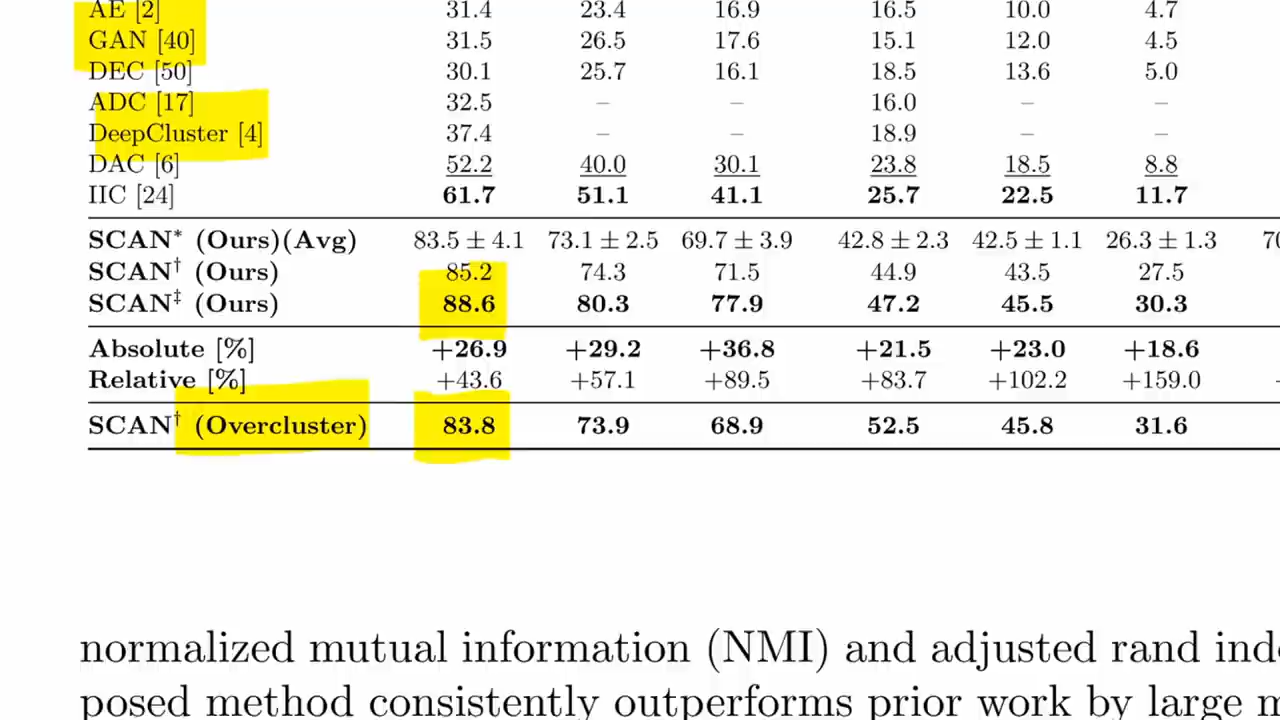 AE [2] 31.4 23.4 16.9 16.5 10.0 4.7
GAN [40] 31.5 26.5 17.6 15.1 12.0 4.5
DEC [50] 30.1 25.7 16.1 18.5 13.6 5.0
ADC [17] 32.5 – – 16.0 – –
DeepCluster [4] 37.4 – – 18.9 – –
DAC [6] 52.2 40.0 30.1 23.8 18.5 8.8
IIC [24] 61.7 51.1 41.1 25.7 22.5 11.7
SCAN* (Ours)(Avg) 83.5 ± 4.1 73.1 ± 2.5 69.7 ± 3.9 42.8 ± 2.3 42.5 ± 1.1 26.3 ± 1.3
SCAN† (Ours) 85.2 74.3 71.5 44.9 43.5 27.5
SCAN‡ (Ours) 88.6 80.3 77.9 47.2 45.5 30.3
Absolute [%] +26.9 +29.2 +36.8 +21.5 +23.0 +18.6
Relative [%] +43.6 +57.1 +89.5 +83.7 +102.2 +159.0
SCAN† (Overcluster) 83.8 73.9 68.9 52.5 45.8 31.6
normalized mutual information (NMI) and adjusted rand
posed method consistently outperforms prior work by large